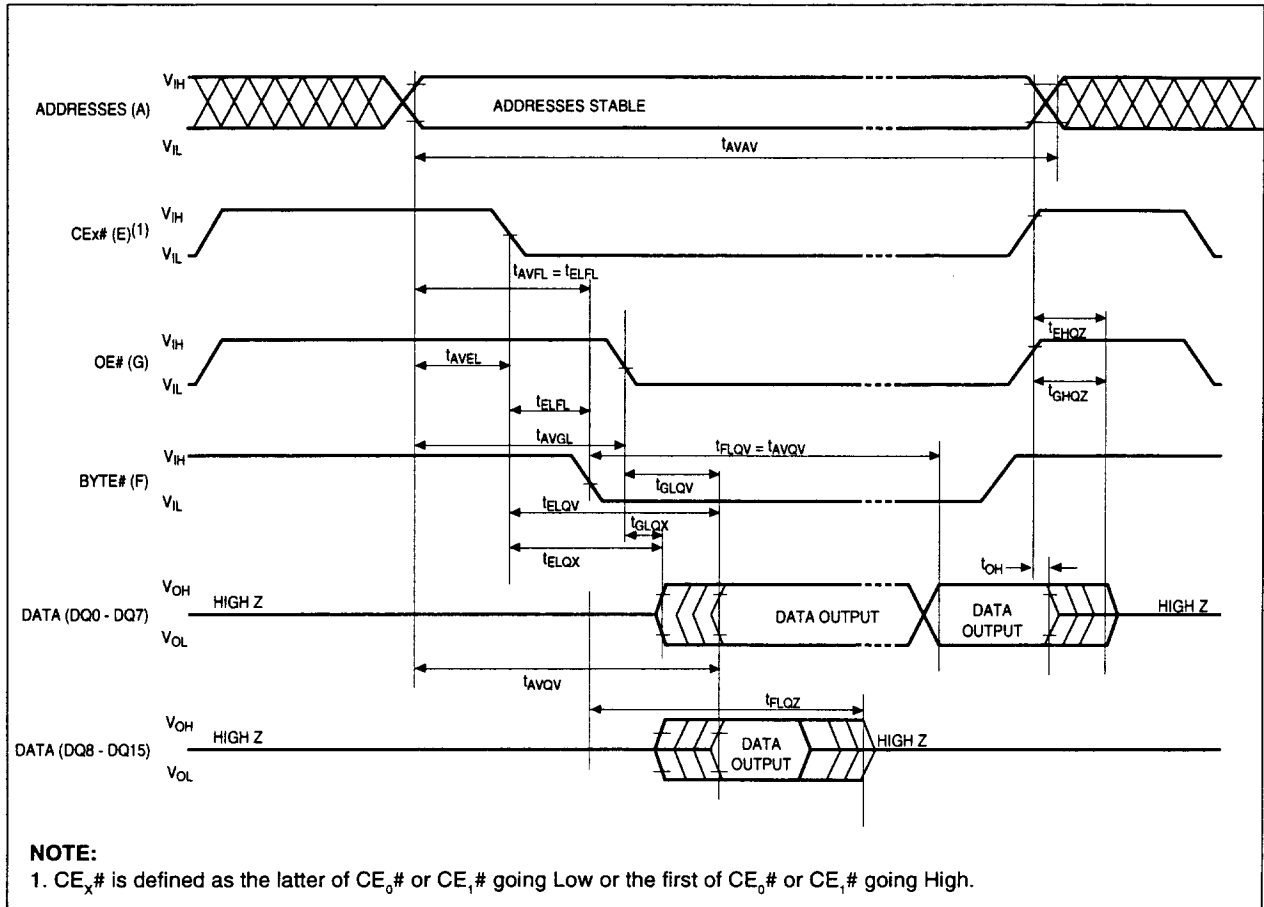 V_IH
ADDRESSES (A)
ADDRESSES STABLE
V_IL
t_AVAV
V_IH
CEx# (E)(1)
V_IL
t_AVFL = t_ELFL
V_IH
t_EHQZ
OE# (G)
t_AVEL
V_IL
t_GHQZ
t_ELFL
t_AVGL
V_IH
t_FLQV = t_AVQV
BYTE# (F)
t_GLQV
V_IL
t_ELQV
t_GLQX
t_ELQX
t_OH
V_OH
DATA (DQ0 - DQ7)
HIGH Z
DATA OUTPUT
DATA
OUTPUT
HIGH Z
V_OL
t_AVQV
t_FLQZ
V_OH
DATA (DQ8 - DQ15)
HIGH Z
DATA
OUTPUT
HIGH Z
V_OL
NOTE:
1. CE_X# is defined as the latter of CE_0# or CE_1# going Low or the first of CE_0# or CE_1# going High.